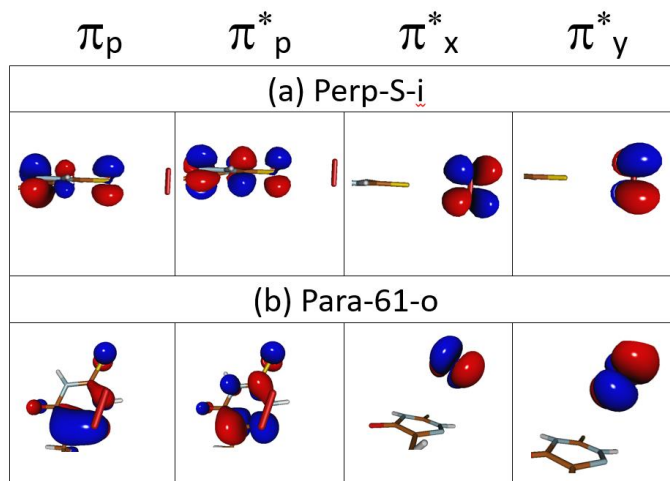 πp π*p π*x π*y
(a) Perp-S-i
(b) Para-61-o